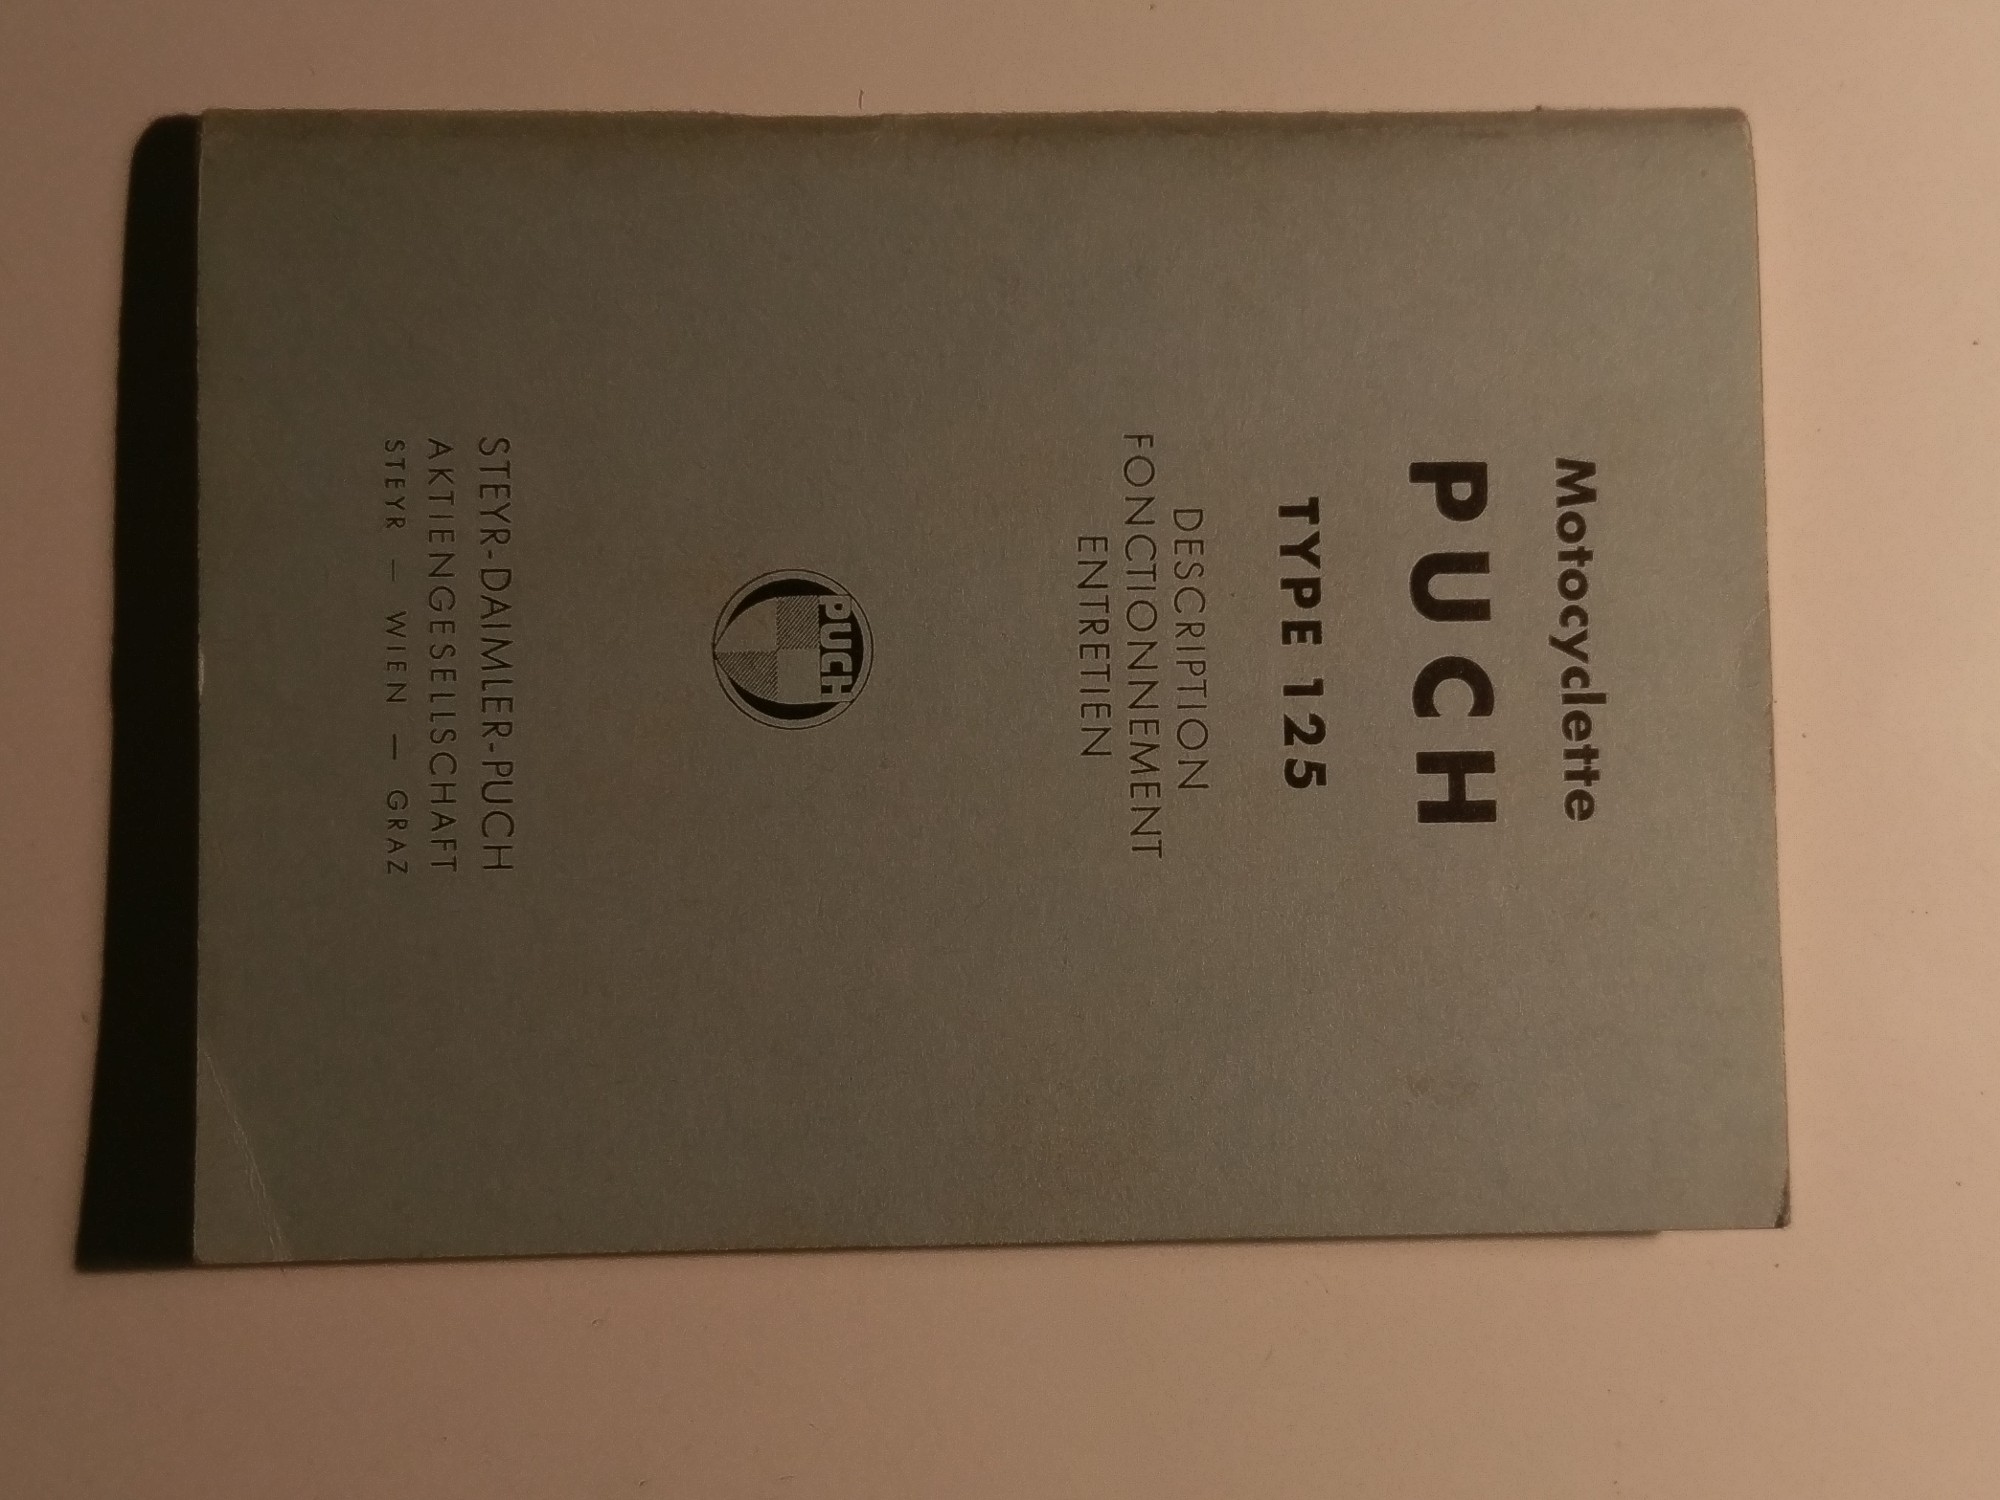 Motocyclette
PUCH
TYPE 125
DESCRIPTION
FONCTIONNEMENT
ENTRETIEN
PUCH
STEYR-DAIMLER-PUCH
AKTIENGESELLSCHAFT
STEYR — WIEN — GRAZ